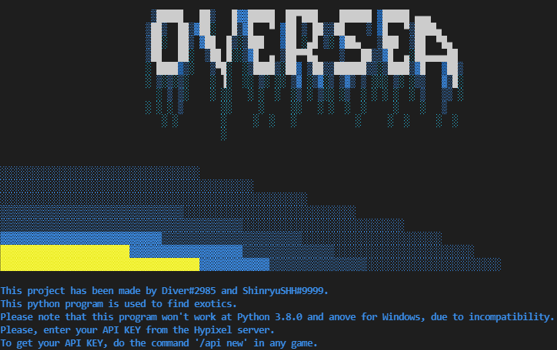 OVERSEA
This project has been made by Diver#2985 and ShinryuSHH#9999.
This python program is used to find exotics.
Please note that this program won't work at Python 3.8.0 and anove for Windows, due to incompatibility.
Please, enter your API KEY from the Hypixel server.
To get your API KEY, do the command '/api new' in any game.